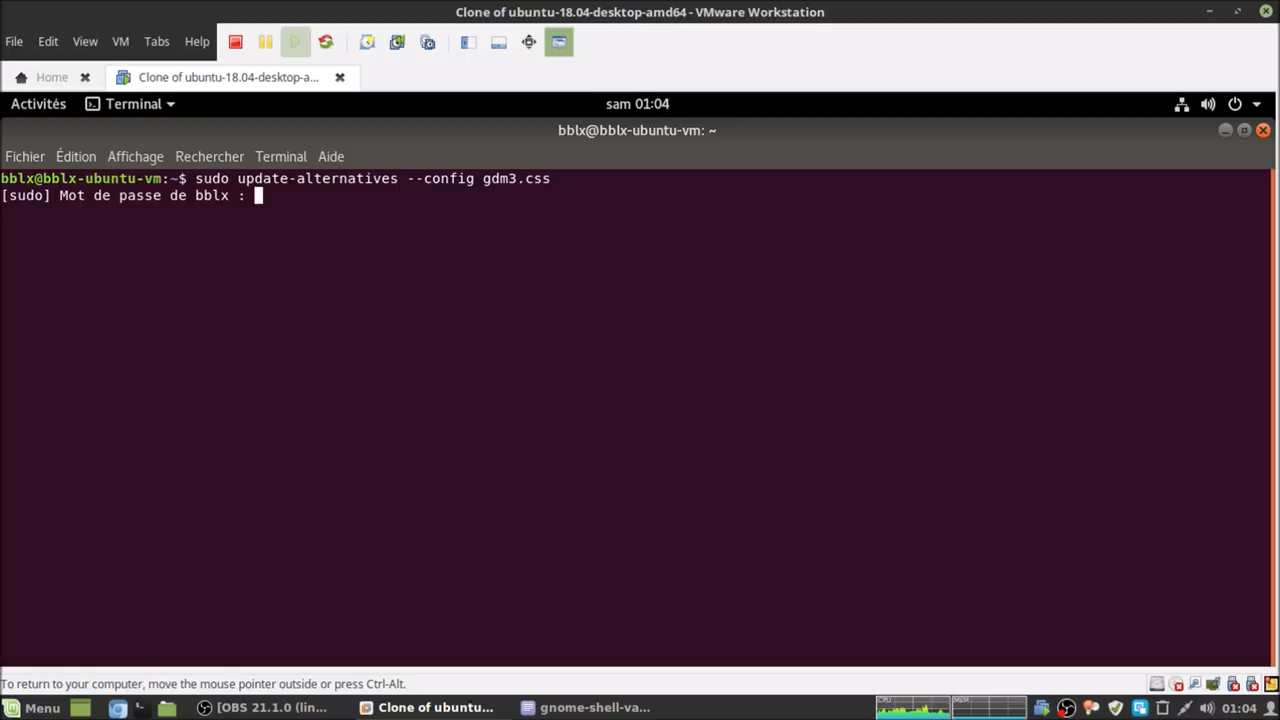 Clone of ubuntu-18.04-desktop-amd64 - VMware Workstation
File Edit View VM Tabs Help
Home Clone of ubuntu-18.04-desktop-a...
Activités Terminal sam 01:04
bblx@bblx-ubuntu-vm: ~
Fichier Édition Affichage Rechercher Terminal Aide
bblx@bblx-ubuntu-vm:~$ sudo update-alternatives --config gdm3.css
[sudo] Mot de passe de bblx :
To return to your computer, move the mouse pointer outside or press Ctrl-Alt.
Menu [OBS 21.1.0 (lin... Clone of ubuntu... gnome-shell-va... CPU MEM 01:04